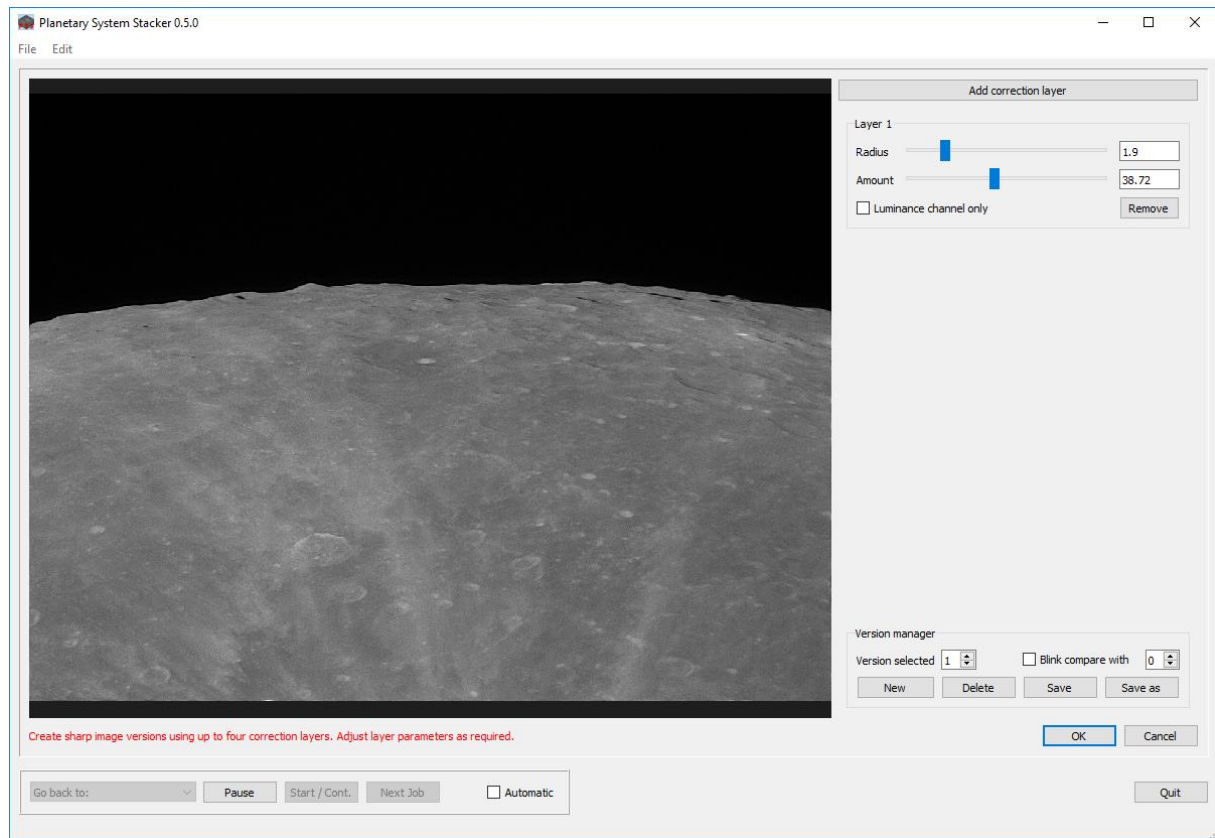 Planetary System Stacker 0.5.0
File Edit
Add correction layer
Layer 1
Radius 1.9
Amount 38.72
Luminance channel only Remove
Version manager
Version selected 1 Blink compare with 0
New Delete Save Save as
Create sharp image versions using up to four correction layers. Adjust layer parameters as required.
OK Cancel
Go back to: Pause Start / Cont. Next Job Automatic Quit